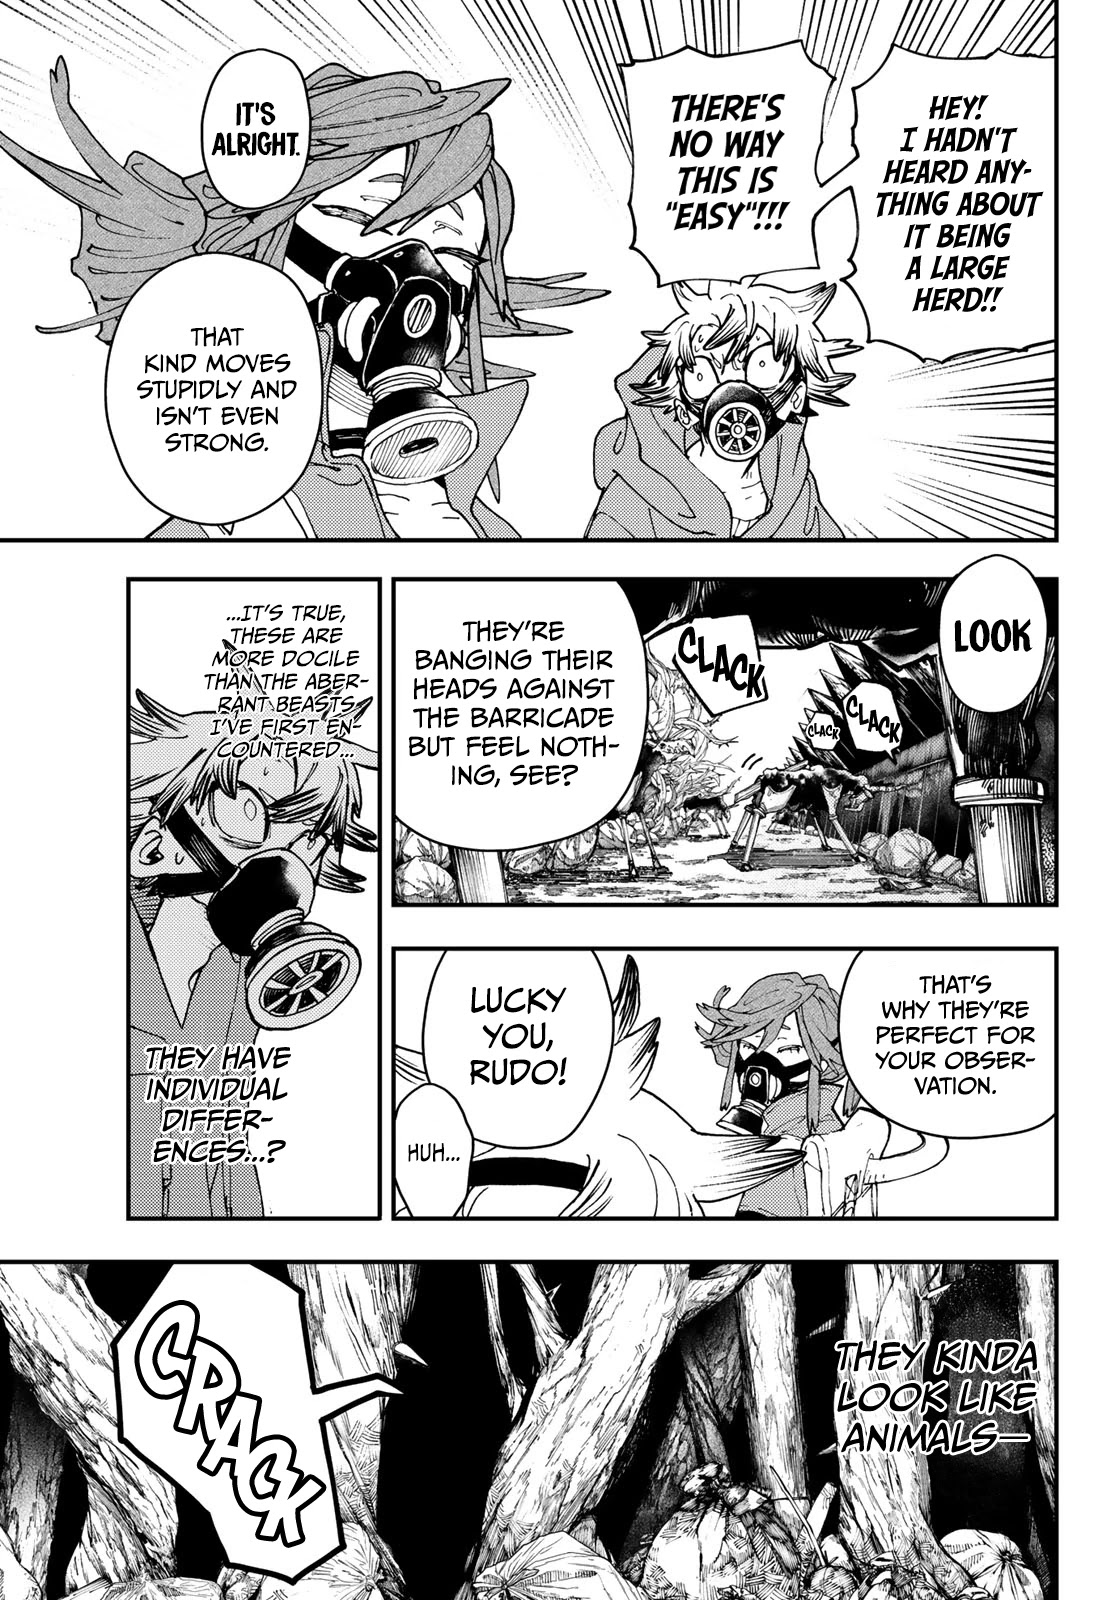 HEY!
I HADN'T
HEARD ANY-
THING ABOUT
IT BEING
A LARGE
HERD!!
THERE'S
NO WAY
THIS IS
"EASY"!!!
IT'S
ALRIGHT.
THAT
KIND MOVES
STUPIDLY AND
ISN'T EVEN
STRONG.
LOOK
CLACK
CLACK
CLACK
CLACK
THEY'RE
BANGING THEIR
HEADS AGAINST
THE BARRICADE
BUT FEEL NOTH-
ING, SEE?
...IT'S TRUE,
THESE ARE
MORE DOCILE
THAN THE ABER-
RANT BEASTS
I'VE FIRST EN-
COUNTERED...
THEY HAVE
INDIVIDUAL
DIFFER-
ENCES...?
THAT'S
WHY THEY'RE
PERFECT FOR
YOUR OBSER-
VATION.
LUCKY
YOU,
RUDO!
HUH...
THEY KINDA
LOOK LIKE
ANIMALS—
CRACK